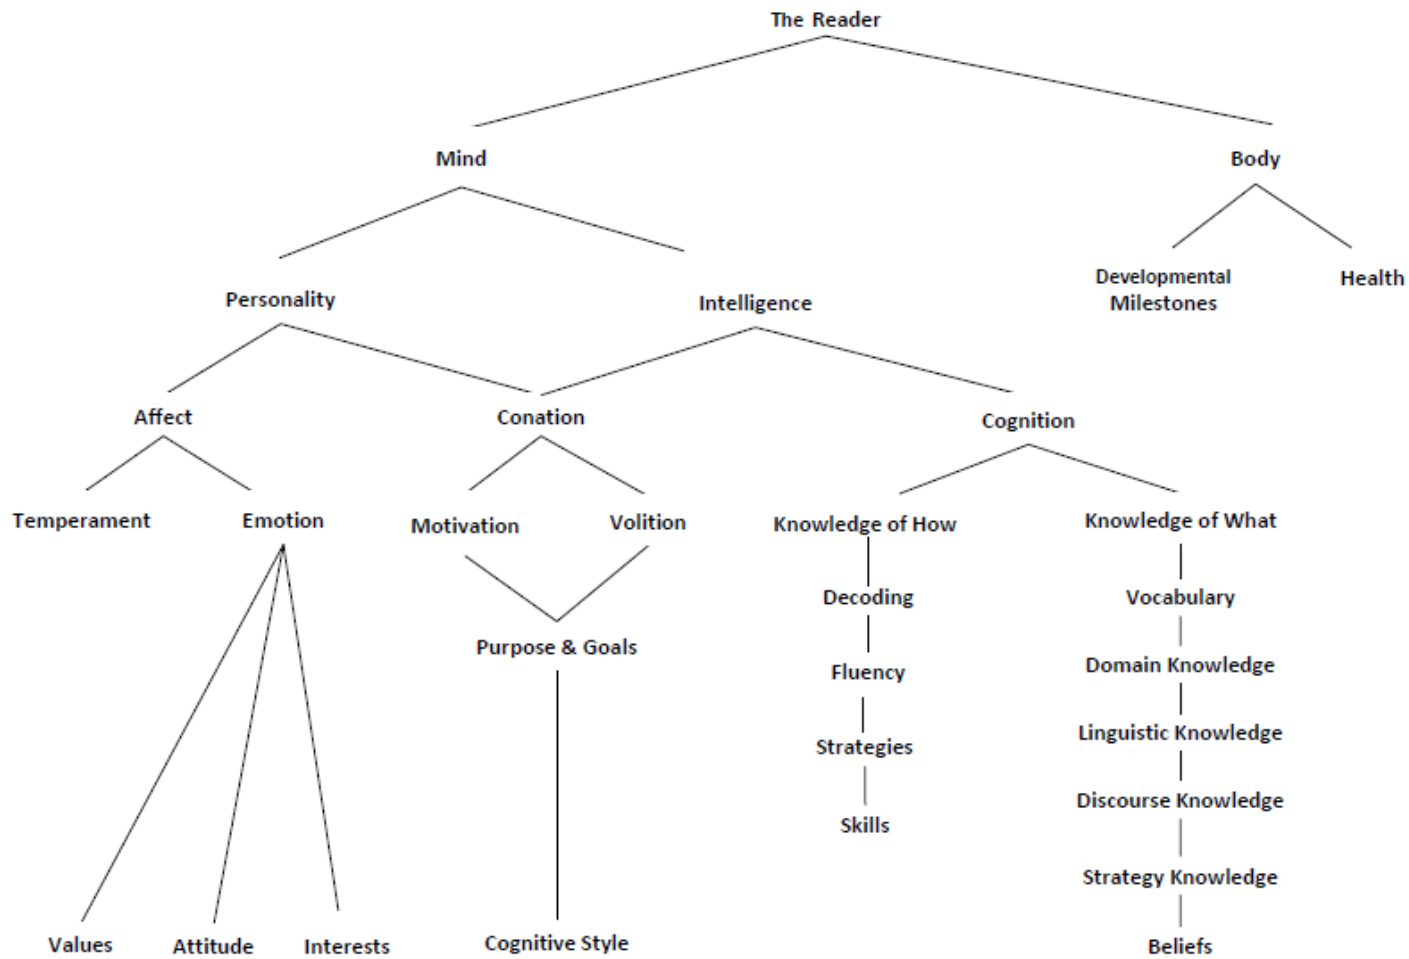 The Reader
Mind
Body
Developmental
Milestones
Health
Personality
Intelligence
Affect
Conation
Cognition
Temperament
Emotion
Motivation
Volition
Knowledge of How
Knowledge of What
Decoding
Vocabulary
Purpose & Goals
Domain Knowledge
Fluency
Linguistic Knowledge
Strategies
Discourse Knowledge
Skills
Strategy Knowledge
Values
Attitude
Interests
Cognitive Style
Beliefs